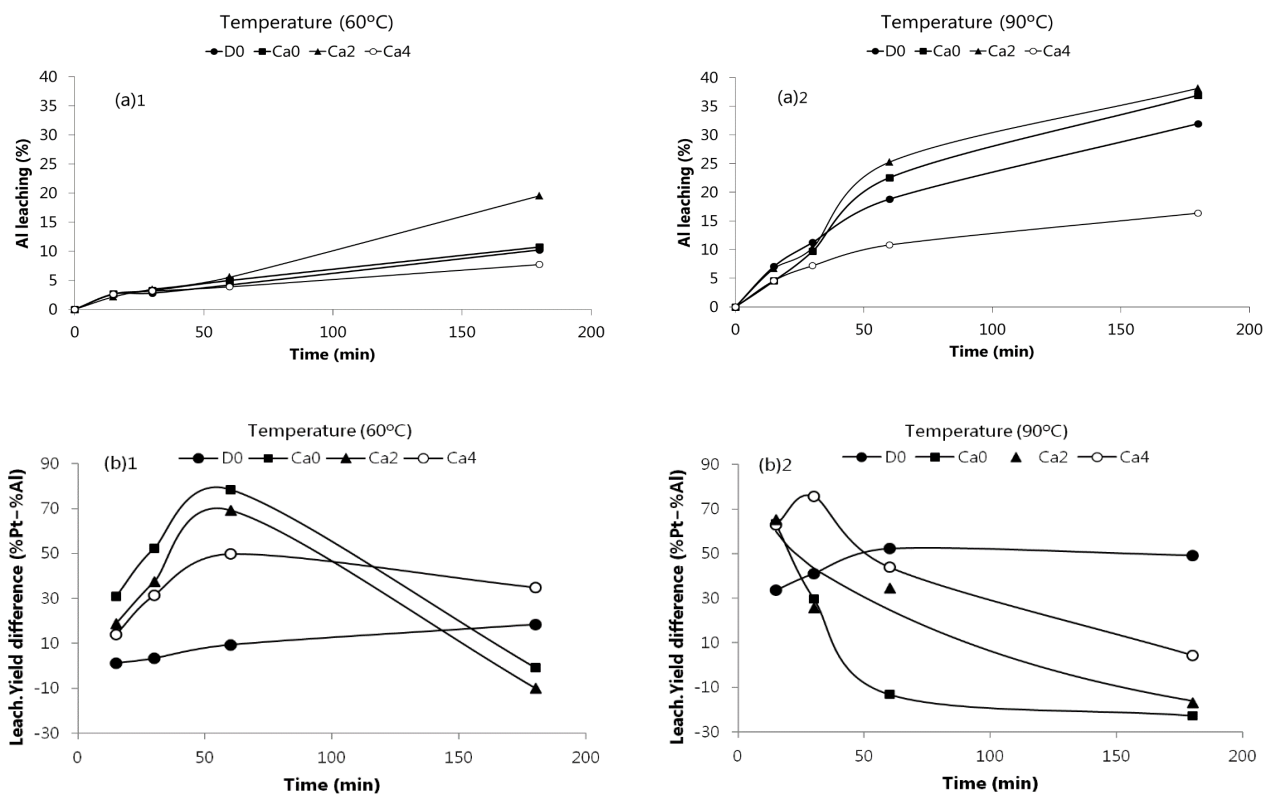 Temperature (60°C)
D0 Ca0 Ca2 Ca4
(a)1
40
35
30
25
20
15
10
5
0
Al leaching (%)
0 50 100 150 200
Time (min)
Temperature (90°C)
D0 Ca0 Ca2 Ca4
(a)2
40
35
30
25
20
15
10
5
0
Al leaching (%)
0 50 100 150 200
Time (min)
Temperature (60°C)
D0 Ca0 Ca2 Ca4
(b)1
90
70
50
30
10
-10
-30
Leach.Yield difference (%Pt–%Al)
0 50 100 150 200
Time (min)
Temperature (90°C)
D0 Ca0 Ca2 Ca4
(b)2
90
70
50
30
10
-10
-30
Leach.Yield difference (%Pt–%Al)
0 50 100 150 200
Time (min)